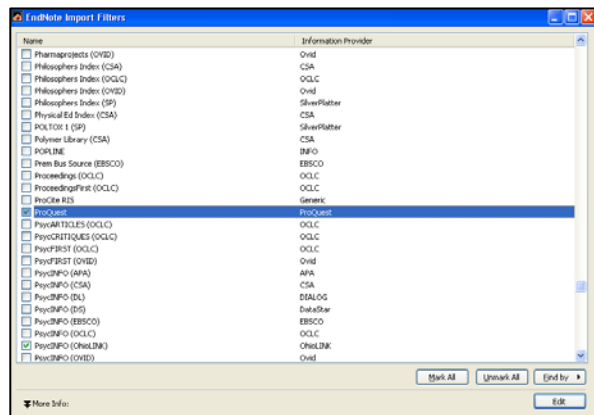 EndNote Import Filters
Name Information Provider
Pharmaprojects (OVID) Ovid
Philosophers Index (CSA) CSA
Philosophers Index (OCLC) OCLC
Philosophers Index (OVID) Ovid
Philosophers Index (SP) SilverPlatter
Physical Ed Index (CSA) CSA
POLTOX 1 (SP) SilverPlatter
Polymer Library (CSA) CSA
POPLINE INFO
Prem Bus Source (EBSCO) EBSCO
Proceedings (OCLC) OCLC
ProceedingsFirst (OCLC) OCLC
ProCite RIS Generic
ProQuest ProQuest
PsycARTICLES (OCLC) OCLC
PsycCRITIQUES (OCLC) OCLC
PsycFIRST (OCLC) OCLC
PsycFIRST (OVID) Ovid
PsycINFO (APA) APA
PsycINFO (CSA) CSA
PsycINFO (DL) DIALOG
PsycINFO (DS) DataStar
PsycINFO (EBSCO) EBSCO
PsycINFO (OCLC) OCLC
PsycINFO (OhioLINK) OhioLINK
PsycINFO (OVID) Ovid
Mark All Unmark All Find by
More Info: Edit